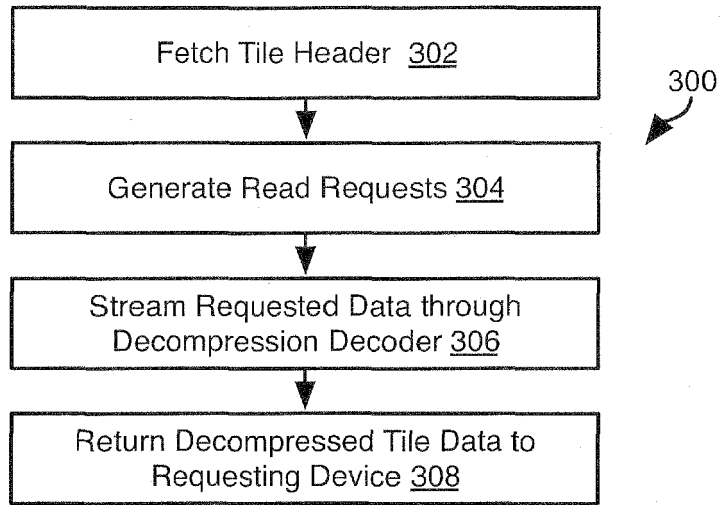 Fetch Tile Header 302
300
Generate Read Requests 304
Stream Requested Data through
Decompression Decoder 306
Return Decompressed Tile Data to
Requesting Device 308